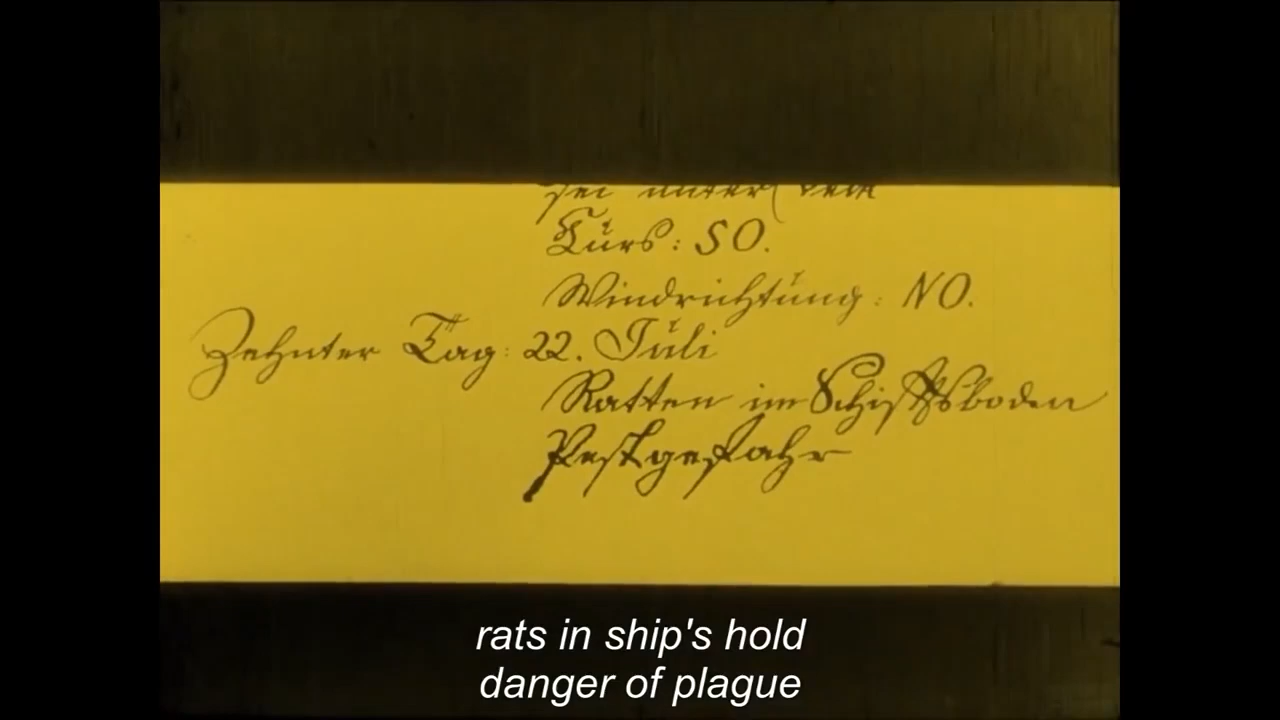 Kurs: SO.
Windrichtung: NO.
Zehnter Tag: 22. Juli
Ratten im Schiffsboden
Pestgefahr
rats in ship's hold
danger of plague